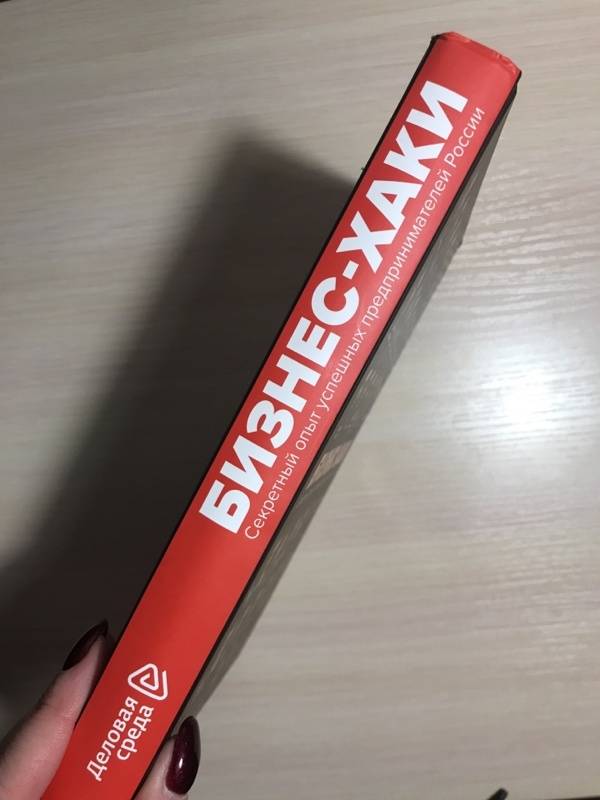 БИЗНЕС-ХАКИ
Секретный опыт успешных предпринимателей России
Деловая
среда